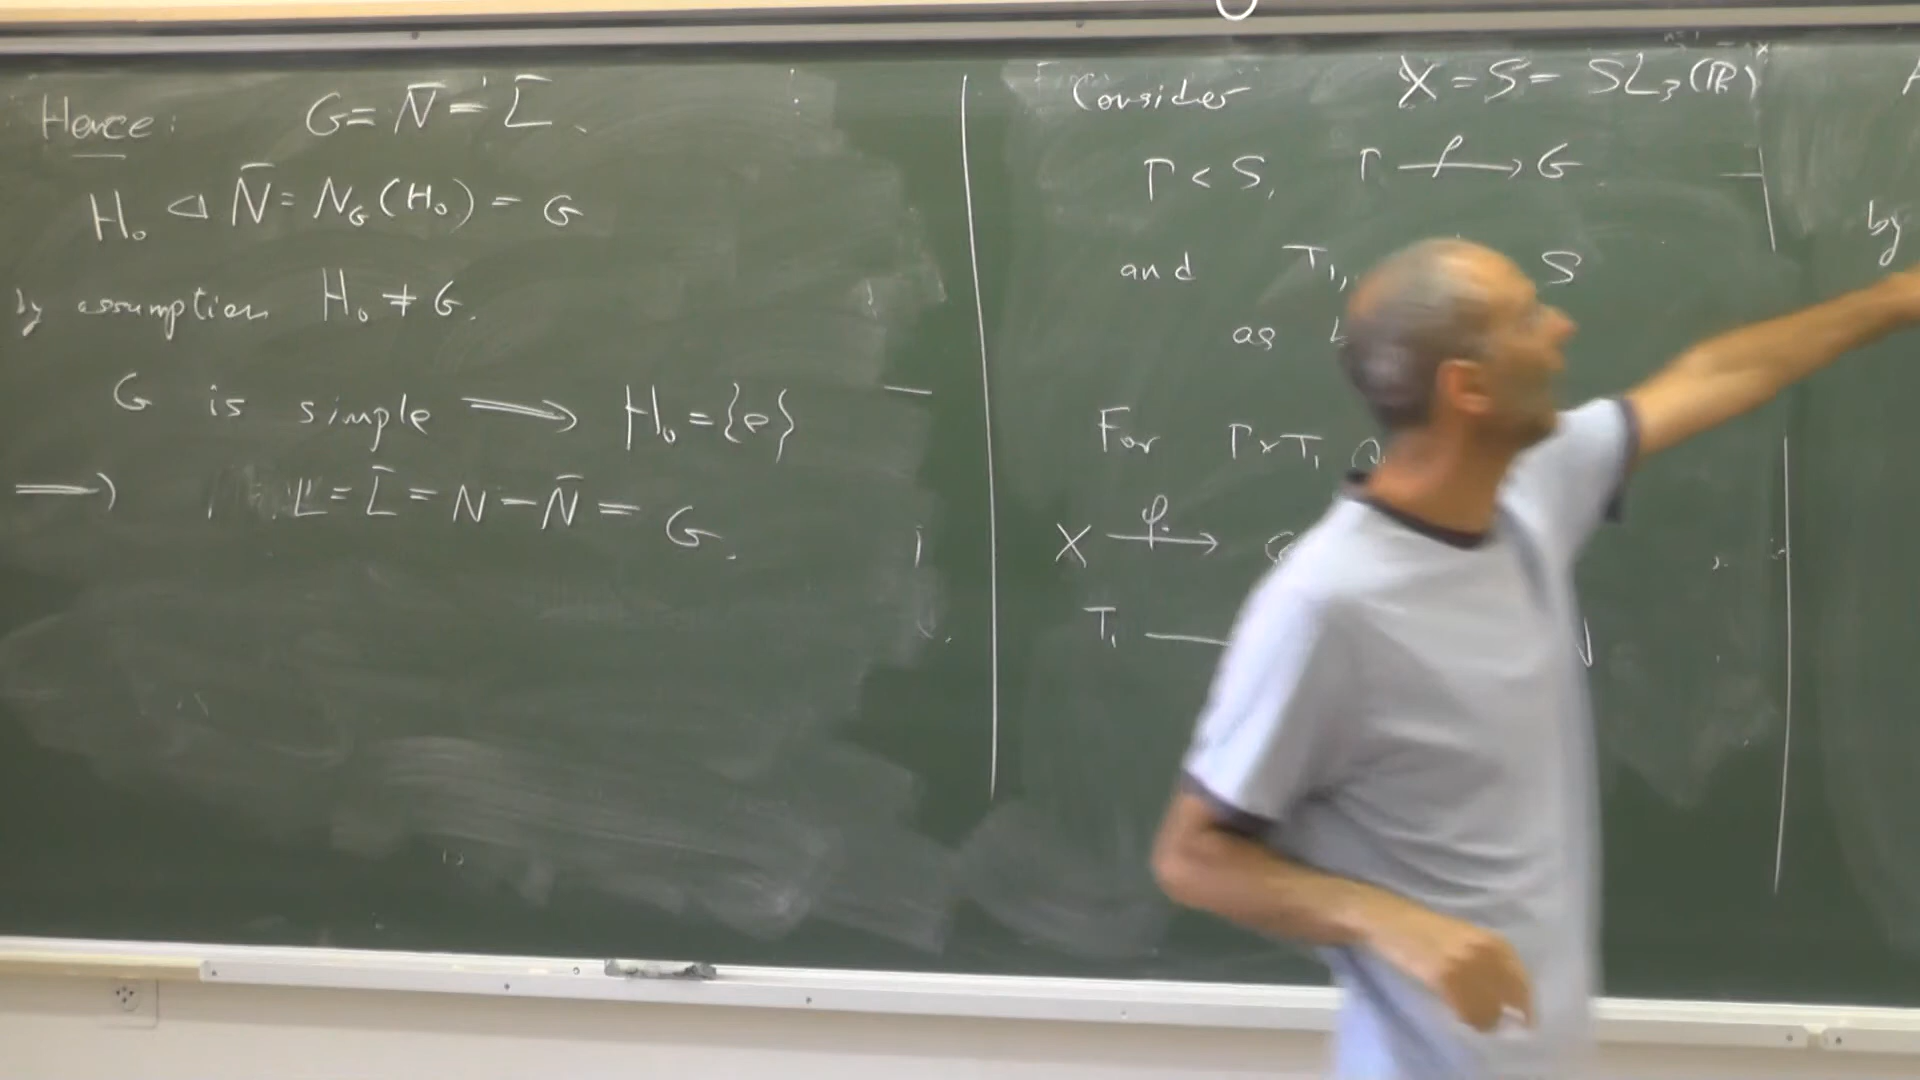 Hence: G = N̄ = L̄.
H₀ ◁ N̄ = N_G(H₀) = G
by assumption H₀ ≠ G.
G is simple ⟹ H₀ = {e}
⟹ L = L̄ = N = N̄ = G.
Consider X = S = SL₃(ℝ)
Γ < S, Γ —ρ→ G
and T₁, S
as
For Γ × T₁
X —φ→ G
T₁ —
by